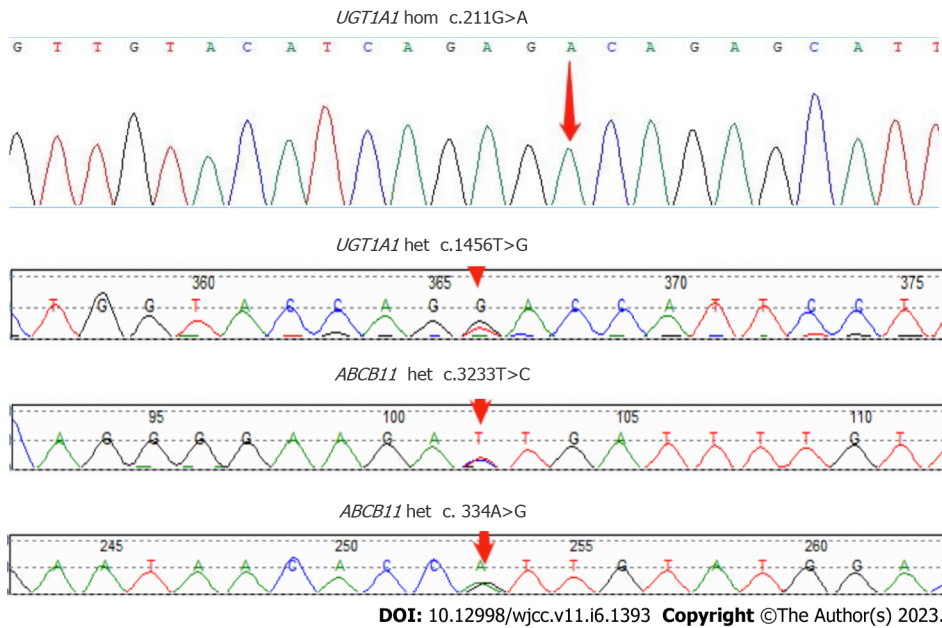 UGT1A1 hom c.211G>A
G T T G T A C A T C A G A G A C A G A G C A T T
UGT1A1 het c.1456T>G
360 365 370 375
T G G T A C C A G G A C C A T T C C T
ABCB11 het c.3233T>C
95 100 105 110
A G G G G A A G A T T G A T T T T G T
ABCB11 het c. 334A>G
245 250 255 260
A A T A A C A C C A T T G T A T G G A
DOI: 10.12998/wjcc.v11.i6.1393 Copyright ©The Author(s) 2023.